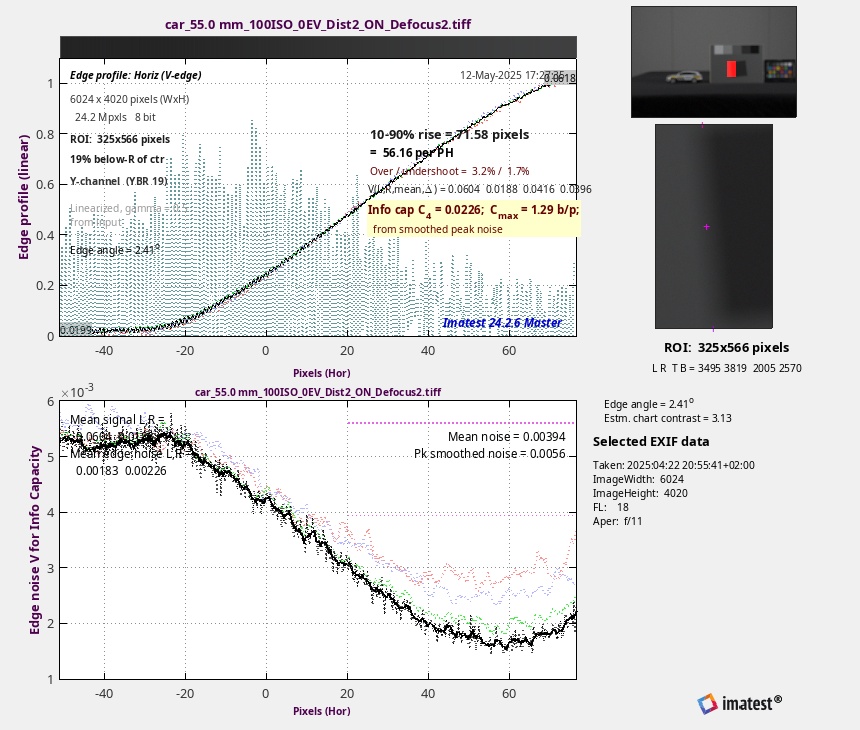 car_55.0 mm_100ISO_0EV_Dist2_ON_Defocus2.tiff
Edge profile: Horiz (V-edge)
12-May-2025
0.0618
6024 x 4020 pixels (WxH)
24.2 Mpxls 8 bit
ROI: 325x566 pixels
19% below-R of ctr
Y-channel (YBR 19)
Linearized, gamma = 0.5
from input
Edge angle = 2.41o
10-90% rise = 71.58 pixels
= 56.16 per PH
Over / undershoot = 3.2% / 1.7%
V(L,R,mean,Δ) = 0.0604 0.0188 0.0416 0.0396
Info cap C4 = 0.0226; Cmax = 1.29 b/p;
from smoothed peak noise
0.0199
Imatest 24.2.6 Master
Edge profile (linear)
1
0.8
0.6
0.4
0.2
0
-40 -20 0 20 40 60
Pixels (Hor)
×10-3
car_55.0 mm_100ISO_0EV_Dist2_ON_Defocus2.tiff
Mean signal L,R =
0.0604
Mean edge noise L,R =
0.00183 0.00226
Mean noise = 0.00394
Pk smoothed noise = 0.0056
Edge noise V for Info Capacity
6
5
4
3
2
1
-40 -20 0 20 40 60
Pixels (Hor)
ROI: 325x566 pixels
L R T B = 3495 3819 2005 2570
Edge angle = 2.41o
Estm. chart contrast = 3.13
Selected EXIF data
Taken: 2025:04:22 20:55:41+02:00
ImageWidth: 6024
ImageHeight: 4020
FL: 18
Aper: f/11
imatest®